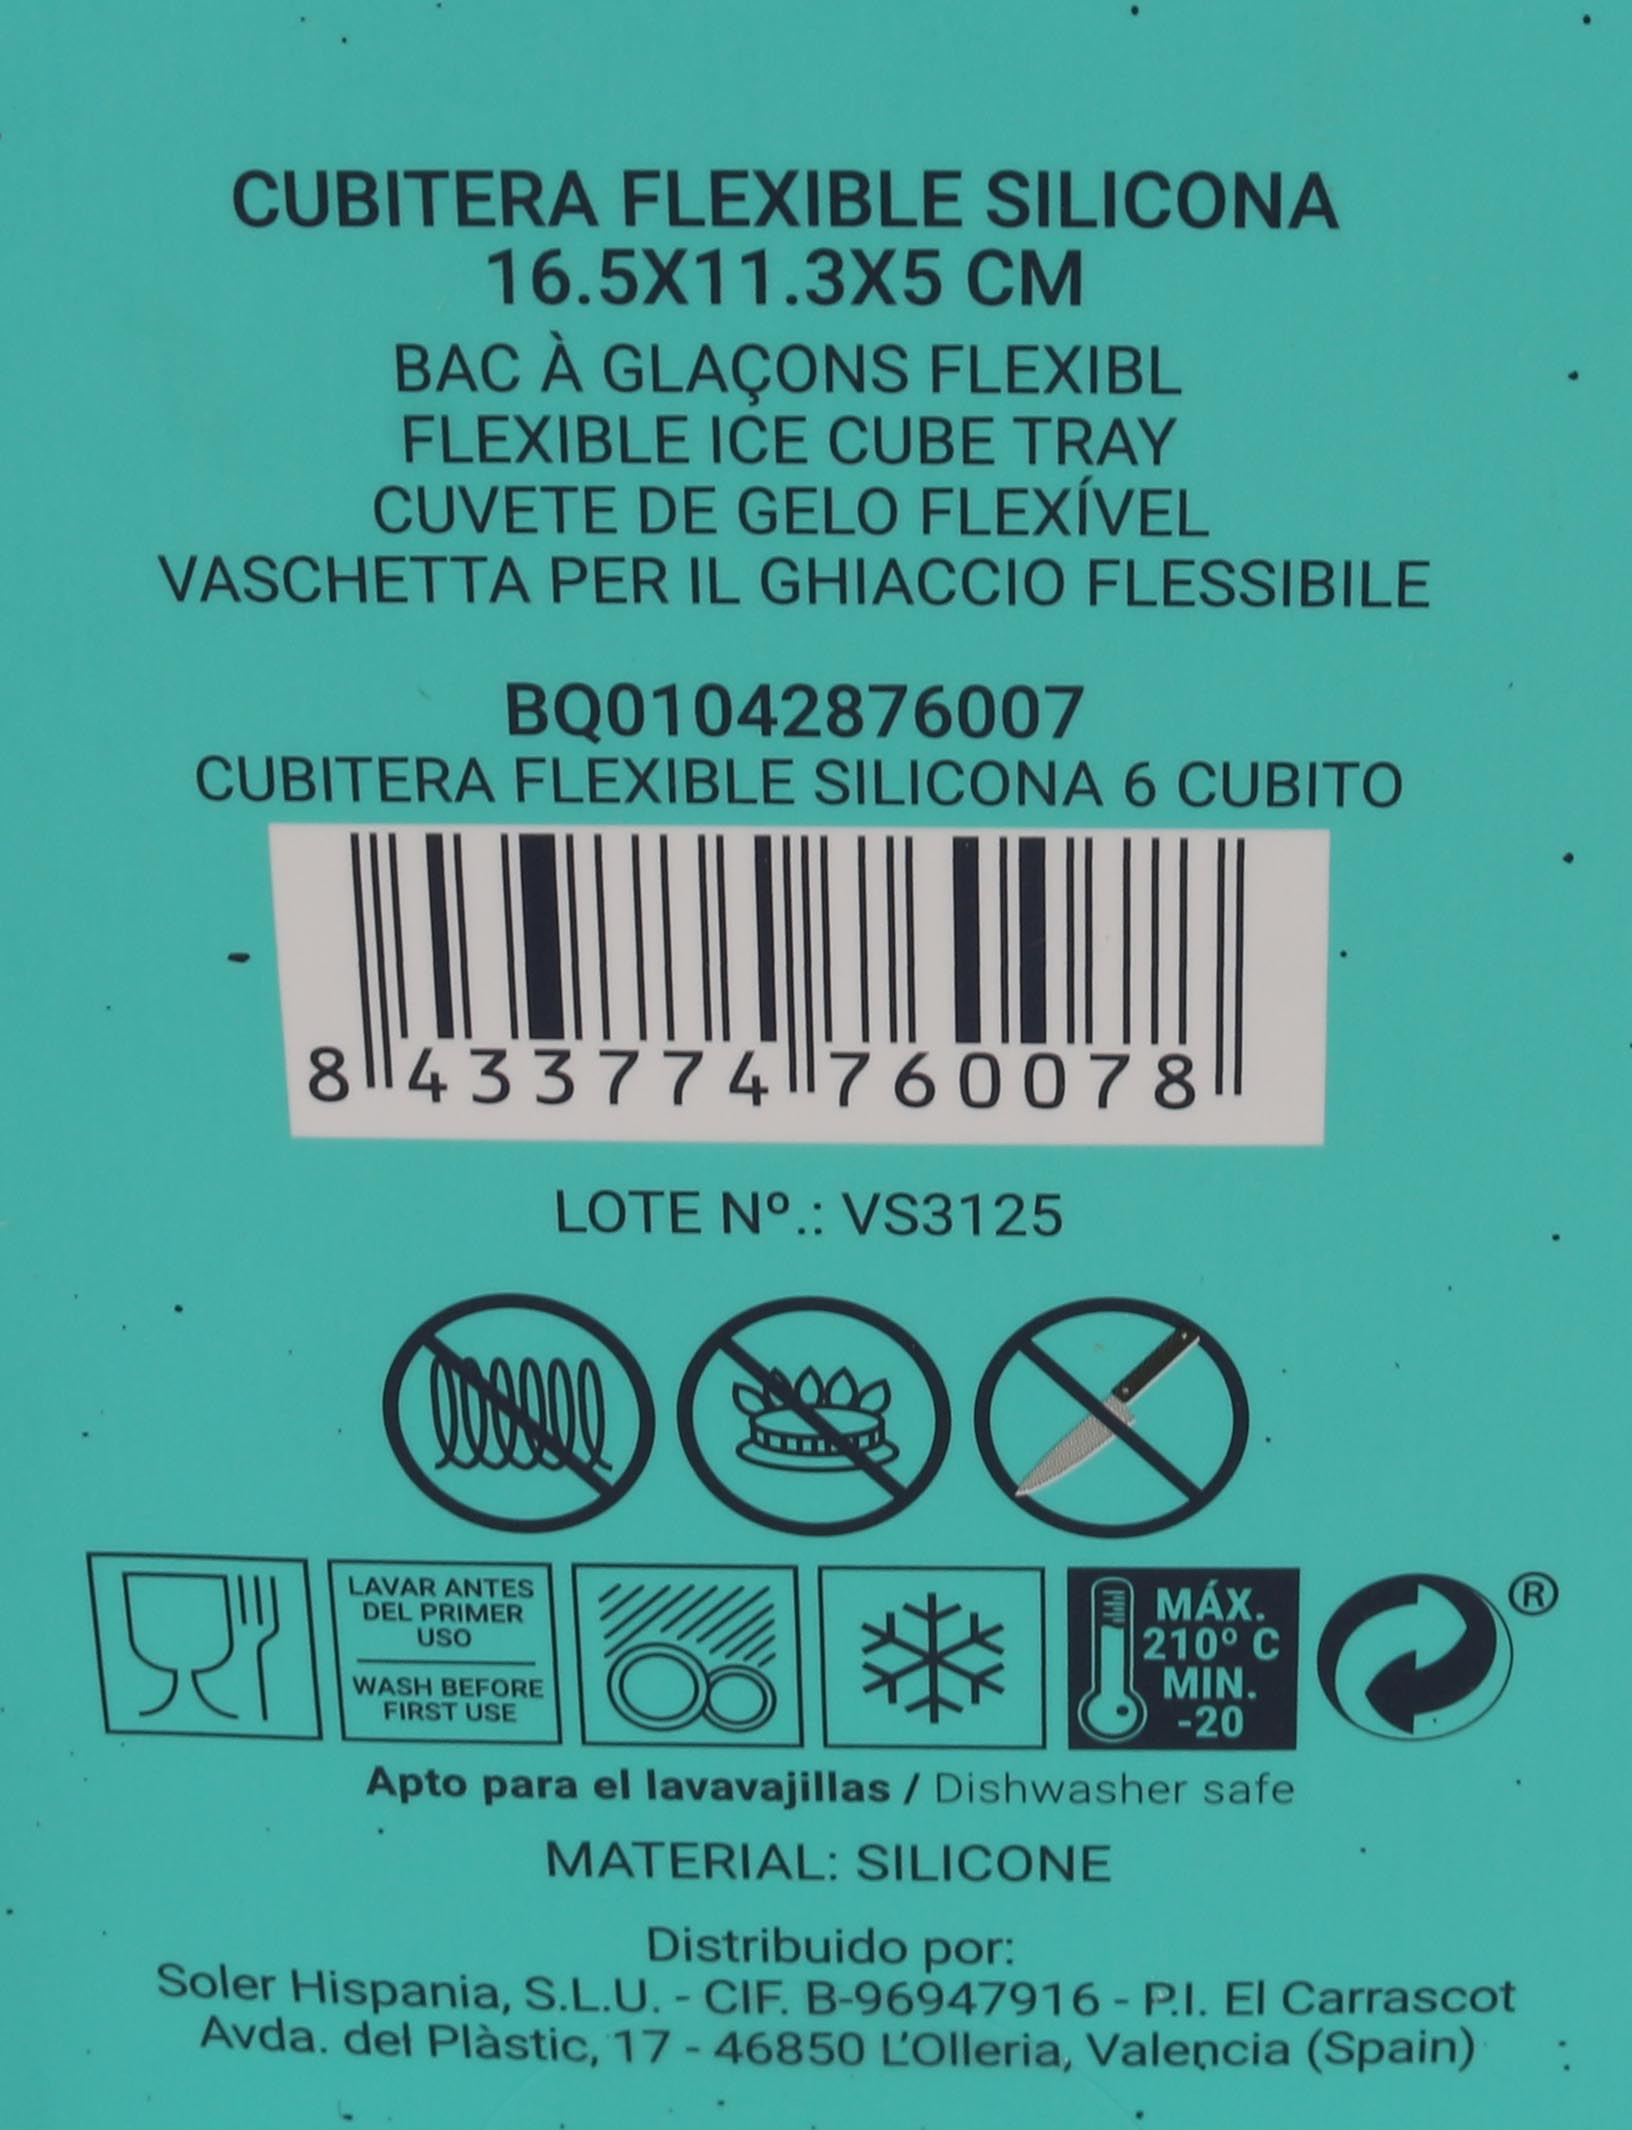 CUBITERA FLEXIBLE SILICONA
16.5X11.3X5 CM
BAC À GLAÇONS FLEXIBL
FLEXIBLE ICE CUBE TRAY
CUVETE DE GELO FLEXÍVEL
VASCHETTA PER IL GHIACCIO FLESSIBILE
BQ01042876007
CUBITERA FLEXIBLE SILICONA 6 CUBITO
8 433774 760078
LOTE Nº.: VS3125
LAVAR ANTES
DEL PRIMER
USO
WASH BEFORE
FIRST USE
MÁX.
210º C
MIN.
-20
®
Apto para el lavavajillas / Dishwasher safe
MATERIAL: SILICONE
Distribuido por:
Soler Hispania, S.L.U. - CIF. B-96947916 - P.I. El Carrascot
Avda. del Plàstic, 17 - 46850 L'Olleria, Valencia (Spain)